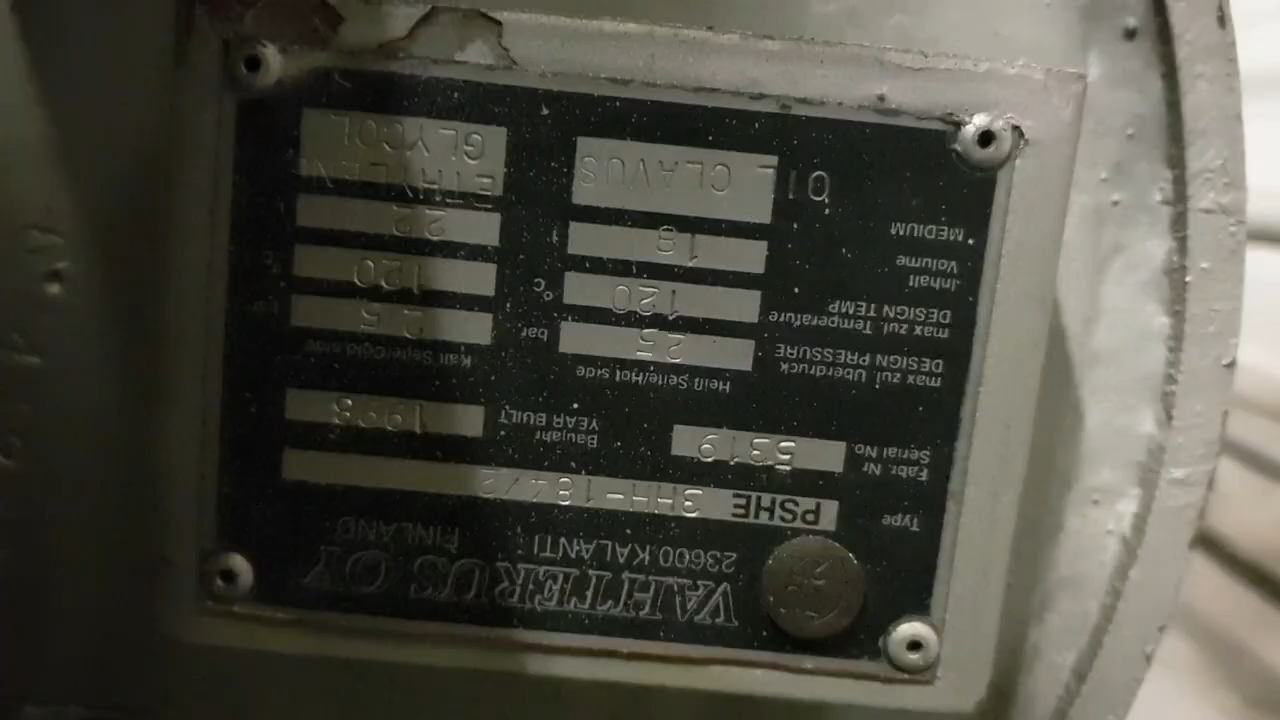 VAHTERUS OY
23600 KALANTI FINLAND
Type PSHE 3HH-184/2
Fabr. Nr Serial No. 5319 Baujahr YEAR BUILT 1998
Heiß Seite/Hot side Kalt Seite/Cold side
max zul. Überdruck DESIGN PRESSURE 25 bar 25 bar
max zul. Temperature DESIGN TEMP 120 °C 120
Inhalt Volume 18 22
MEDIUM OIL CLAVUS ETHYLEN GLYCOL